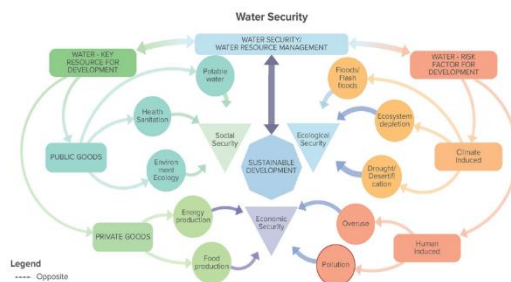 Water Security
WATER - KEY
RESOURCE FOR
DEVELOPMENT
WATER SECURITY/
WATER RESOURCE MANAGEMENT
WATER - RISK
FACTOR FOR
DEVELOPMENT
Potable
water
Floods/
Flash
floods
Health
Sanitation
Ecosystem
depletion
Social
Security
Ecological
Security
PUBLIC GOODS
Environ
ment
Ecology
SUSTAINABLE
DEVELOPMENT
Drought/
Desertifi
cation
Climate
Induced
Energy
production
Economic
Security
Overuse
PRIVATE GOODS
Food
production
Pollution
Human
Induced
Legend
Opposite